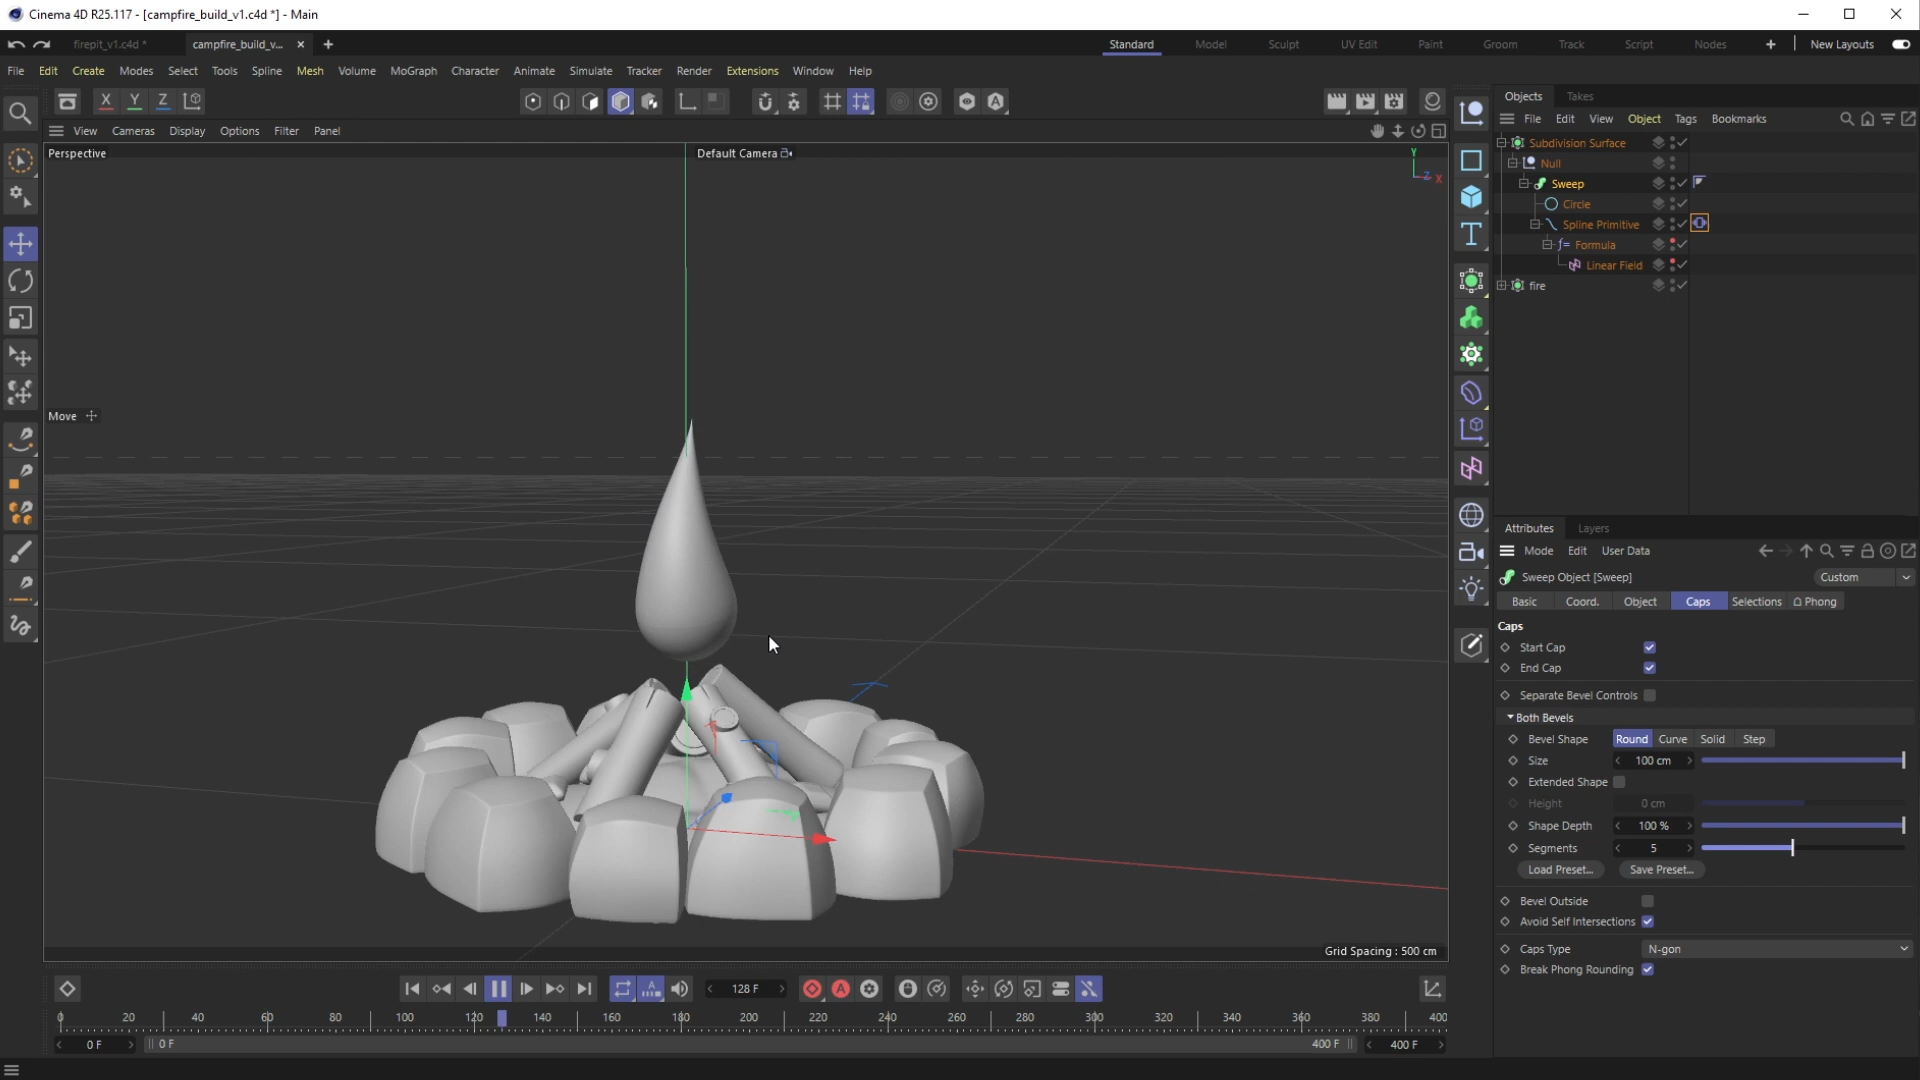 Cinema 4D R25.117 - [campfire_build_v1.c4d *] - Main
firepit_v1.c4d *
campfire_build_v...
Standard
Model
Sculpt
UV Edit
Paint
Groom
Track
Script
Nodes
New Layouts
File Edit Create Modes Select Tools Spline Mesh Volume MoGraph Character Animate Simulate Tracker Render Extensions Window Help
X Y Z
View Cameras Display Options Filter Panel
Perspective
Default Camera
Y
Z X
Move
Grid Spacing : 500 cm
Objects Takes
File Edit View Object Tags Bookmarks
Subdivision Surface
Null
Sweep
Circle
Spline Primitive
Formula
Linear Field
fire
Attributes Layers
Mode Edit User Data
Sweep Object [Sweep]
Custom
Basic Coord. Object Caps Selections Phong
Caps
Start Cap
End Cap
Separate Bevel Controls
Both Bevels
Bevel Shape Round Curve Solid Step
Size 100 cm
Extended Shape
Height 0 cm
Shape Depth 100 %
Segments 5
Load Preset... Save Preset...
Bevel Outside
Avoid Self Intersections
Caps Type N-gon
Break Phong Rounding
128 F
0 20 40 60 80 100 120 140 160 180 200 220 240 260 280 300 320 340 360 380 400
0 F 0 F 400 F 400 F